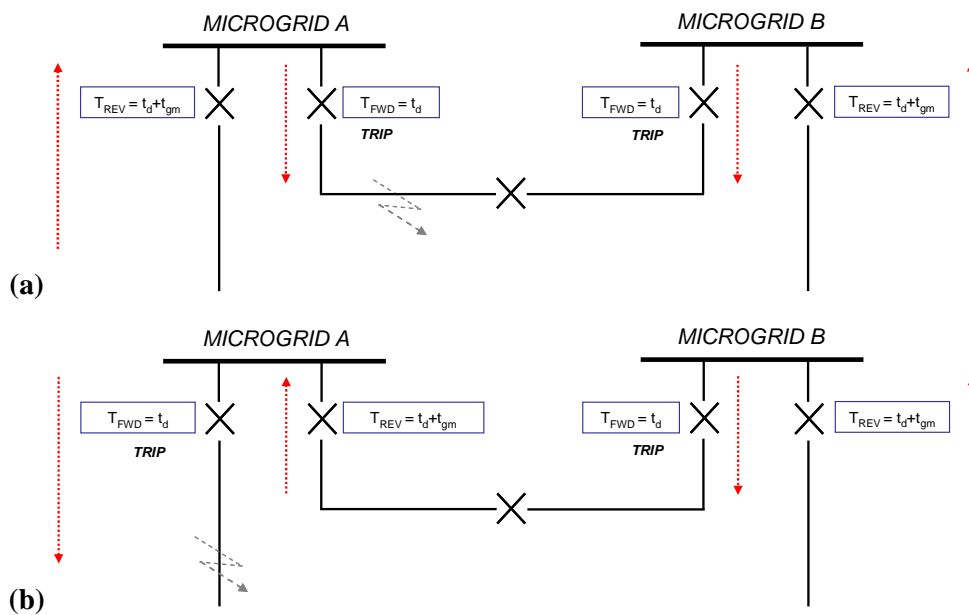 MICROGRID A
MICROGRID B
T_REV = t_d+t_gm
T_FWD = t_d
T_FWD = t_d
T_REV = t_d+t_gm
TRIP
TRIP
(a)
MICROGRID A
MICROGRID B
T_FWD = t_d
T_REV = t_d+t_gm
T_FWD = t_d
T_REV = t_d+t_gm
TRIP
TRIP
(b)